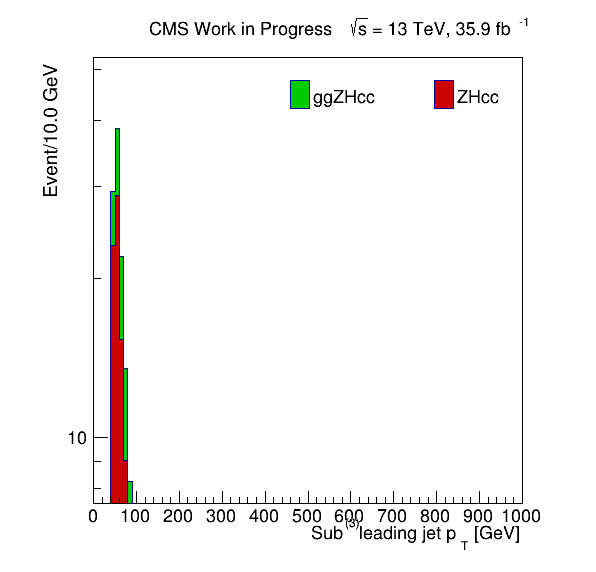 CMS Work in Progress √s = 13 TeV, 35.9 fb -1
Event/10.0 GeV
ggZHcc ZHcc
10
0 100 200 300 400 500 600 700 800 900 1000
Sub(3)leading jet p T [GeV]